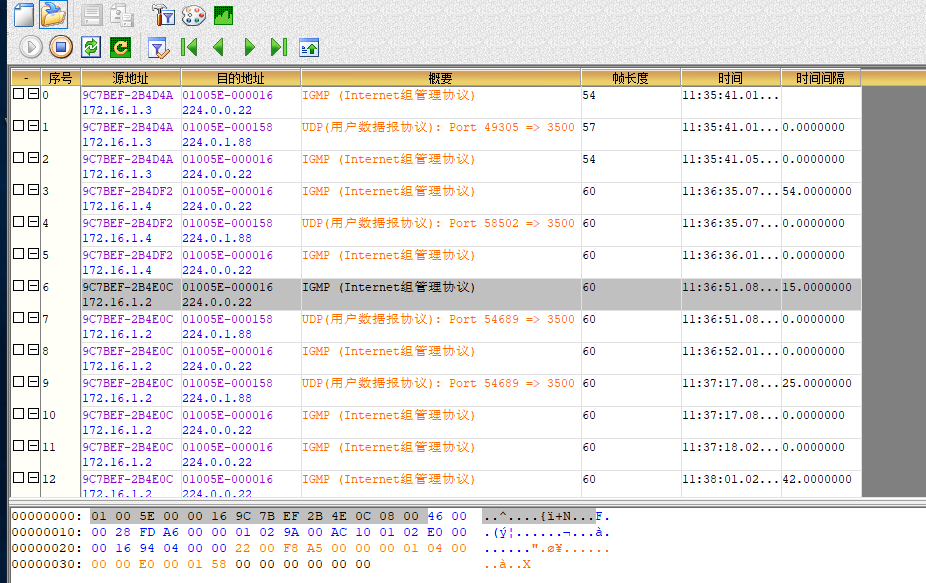 - 序号 源地址 目的地址 概要 帧长度 时间 时间间隔
0 9C7BEF-2B4D4A 01005E-000016 IGMP (Internet组管理协议) 54 11:35:41.01...
172.16.1.3 224.0.0.22
1 9C7BEF-2B4D4A 01005E-000158 UDP(用户数据报协议): Port 49305 => 3500 57 11:35:41.01...0.0000000
172.16.1.3 224.0.1.88
2 9C7BEF-2B4D4A 01005E-000016 IGMP (Internet组管理协议) 54 11:35:41.05...0.0000000
172.16.1.3 224.0.0.22
3 9C7BEF-2B4DF2 01005E-000016 IGMP (Internet组管理协议) 60 11:36:35.07...54.0000000
172.16.1.4 224.0.0.22
4 9C7BEF-2B4DF2 01005E-000158 UDP(用户数据报协议): Port 58502 => 3500 60 11:36:35.07...0.0000000
172.16.1.4 224.0.1.88
5 9C7BEF-2B4DF2 01005E-000016 IGMP (Internet组管理协议) 60 11:36:36.01...0.0000000
172.16.1.4 224.0.0.22
6 9C7BEF-2B4E0C 01005E-000016 IGMP (Internet组管理协议) 60 11:36:51.08...15.0000000
172.16.1.2 224.0.0.22
7 9C7BEF-2B4E0C 01005E-000158 UDP(用户数据报协议): Port 54689 => 3500 60 11:36:51.08...0.0000000
172.16.1.2 224.0.1.88
8 9C7BEF-2B4E0C 01005E-000016 IGMP (Internet组管理协议) 60 11:36:52.01...0.0000000
172.16.1.2 224.0.0.22
9 9C7BEF-2B4E0C 01005E-000158 UDP(用户数据报协议): Port 54689 => 3500 60 11:37:17.08...25.0000000
172.16.1.2 224.0.1.88
10 9C7BEF-2B4E0C 01005E-000016 IGMP (Internet组管理协议) 60 11:37:17.08...0.0000000
172.16.1.2 224.0.0.22
11 9C7BEF-2B4E0C 01005E-000016 IGMP (Internet组管理协议) 60 11:37:18.02...0.0000000
172.16.1.2 224.0.0.22
12 9C7BEF-2B4E0C 01005E-000016 IGMP (Internet组管理协议) 60 11:38:01.02...42.0000000
172.16.1.2 224.0.0.22
00000000: 01 00 5E 00 00 16 9C 7B EF 2B 4E 0C 08 00 46 00 ..^....{ï+N...F.
00000010: 00 28 FD A6 00 00 01 02 9A 00 AC 10 01 02 E0 00 .(ý¦......¬...à.
00000020: 00 16 94 04 00 00 22 00 F8 A5 00 00 00 01 04 00 ......".ø¥......
00000030: 00 00 E0 00 01 58 00 00 00 00 00 00 ..à..X